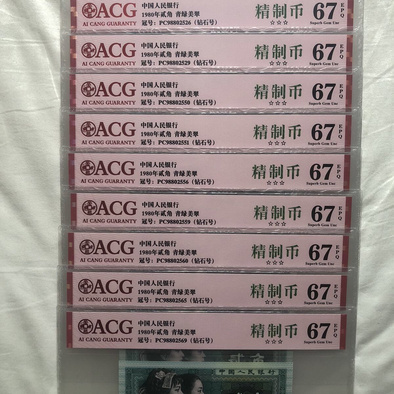 ACG
AI CANG GUARANTY
中国人民银行
1980年贰角 青绿美翠
冠号：PC98802526（钻石号）
精制币
☆☆☆
67 EPQ
Superb Gem Unc
ACG
AI CANG GUARANTY
中国人民银行
1980年贰角 青绿美翠
冠号：PC98802529（钻石号）
精制币
☆☆☆
67 EPQ
Superb Gem Unc
ACG
AI CANG GUARANTY
中国人民银行
1980年贰角 青绿美翠
冠号：PC98802550（钻石号）
精制币
☆☆☆
67 EPQ
Superb Gem Unc
ACG
AI CANG GUARANTY
中国人民银行
1980年贰角 青绿美翠
冠号：PC98802551（钻石号）
精制币
☆☆☆
67 EPQ
Superb Gem Unc
ACG
AI CANG GUARANTY
中国人民银行
1980年贰角 青绿美翠
冠号：PC98802556（钻石号）
精制币
☆☆☆
67 EPQ
Superb Gem Unc
ACG
AI CANG GUARANTY
中国人民银行
1980年贰角 青绿美翠
冠号：PC98802559（钻石号）
精制币
☆☆☆
67 EPQ
Superb Gem Unc
ACG
AI CANG GUARANTY
中国人民银行
1980年贰角 青绿美翠
冠号：PC98802560（钻石号）
精制币
☆☆☆
67 EPQ
Superb Gem Unc
ACG
AI CANG GUARANTY
中国人民银行
1980年贰角 青绿美翠
冠号：PC98802565（钻石号）
精制币
☆☆☆
67 EPQ
Superb Gem Unc
ACG
AI CANG GUARANTY
中国人民银行
1980年贰角 青绿美翠
冠号：PC98802569（钻石号）
精制币
☆☆☆
67 EPQ
Superb Gem Unc
贰角
中国人民银行